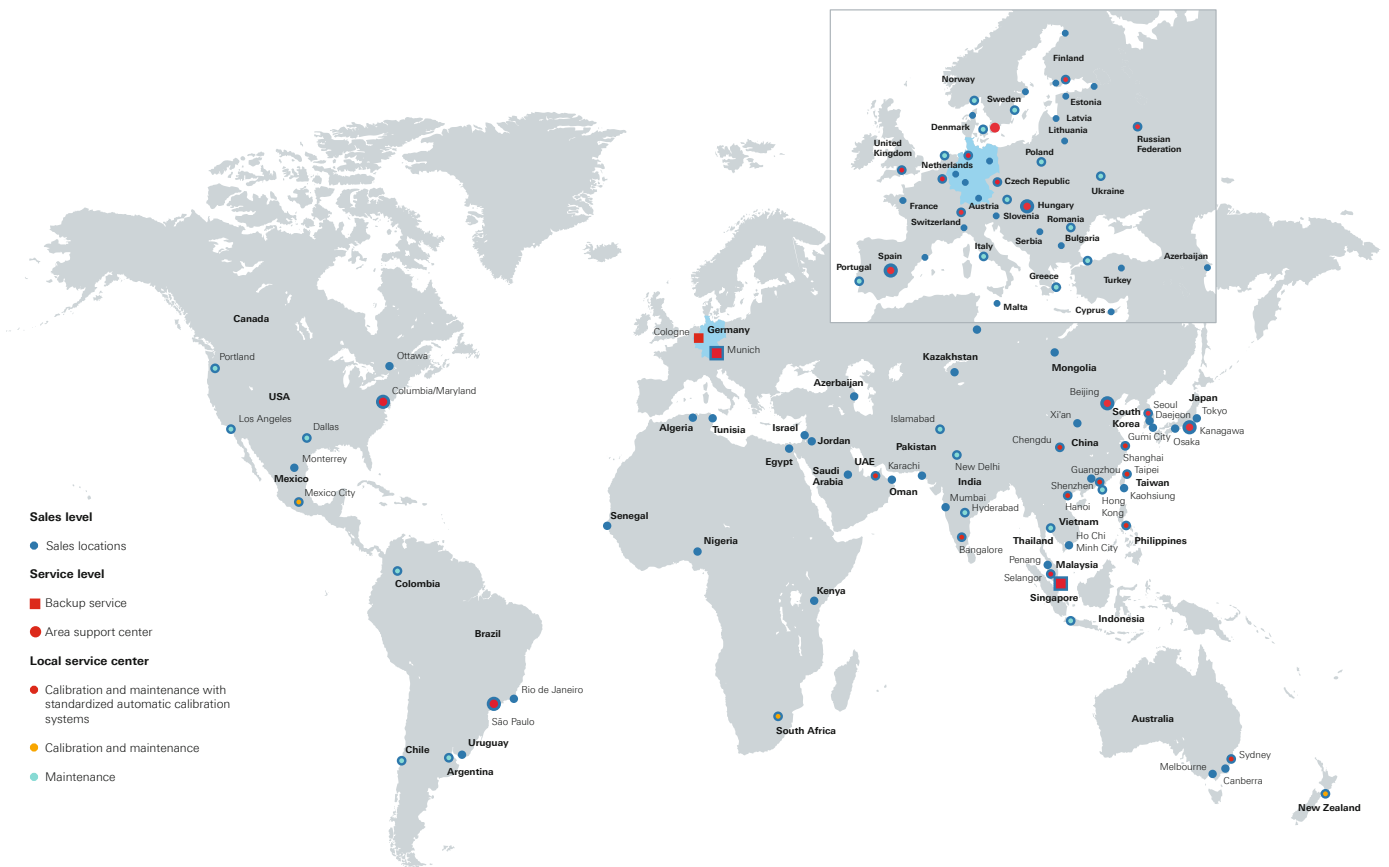 Finland
Norway
Sweden
Estonia
Denmark
Latvia
Lithuania
Russian
Federation
United
Kingdom
Poland
Netherlands
Czech Republic
Ukraine
France
Austria
Hungary
Switzerland
Slovenia
Romania
Serbia
Bulgaria
Italy
Spain
Portugal
Azerbaijan
Greece
Turkey
Malta
Cyprus
Canada
Portland
Ottawa
USA
Columbia/Maryland
Los Angeles
Dallas
Monterrey
Mexico
Mexico City
Cologne
Germany
Munich
Kazakhstan
Mongolia
Azerbaijan
Beijing
Algeria
Tunisia
Israel
Jordan
Egypt
Islamabad
Pakistan
Xi'an
South
Korea
Seoul
Daejeon
Gumi City
Japan
Tokyo
Kanagawa
Osaka
Chengdu
China
Shanghai
Saudi
Arabia
UAE
Karachi
Oman
New Delhi
India
Guangzhou
Shenzhen
Taipei
Taiwan
Kaohsiung
Mumbai
Hyderabad
Hanoi
Hong
Kong
Senegal
Nigeria
Bangalore
Vietnam
Thailand
Ho Chi
Minh City
Philippines
Penang
Malaysia
Selangor
Singapore
Kenya
Indonesia
Colombia
Brazil
Rio de Janeiro
São Paulo
Chile
Uruguay
Argentina
South Africa
Australia
Sydney
Melbourne
Canberra
New Zealand
Sales level
Sales locations
Service level
Backup service
Area support center
Local service center
Calibration and maintenance with
standardized automatic calibration
systems
Calibration and maintenance
Maintenance